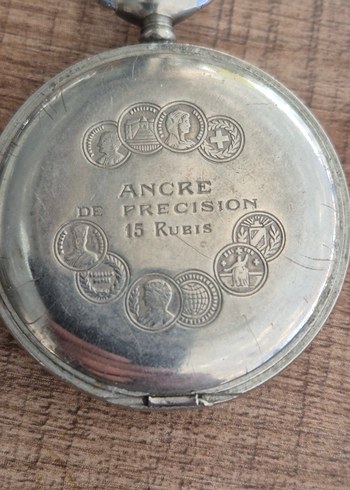 ANCRE
DE PRECISION
15 RUBIS